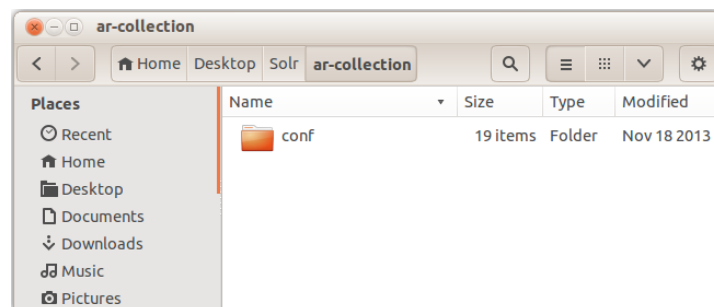 ar-collection
Home Desktop Solr ar-collection
Places
Name Size Type Modified
Recent
conf 19 items Folder Nov 18 2013
Home
Desktop
Documents
Downloads
Music
Pictures